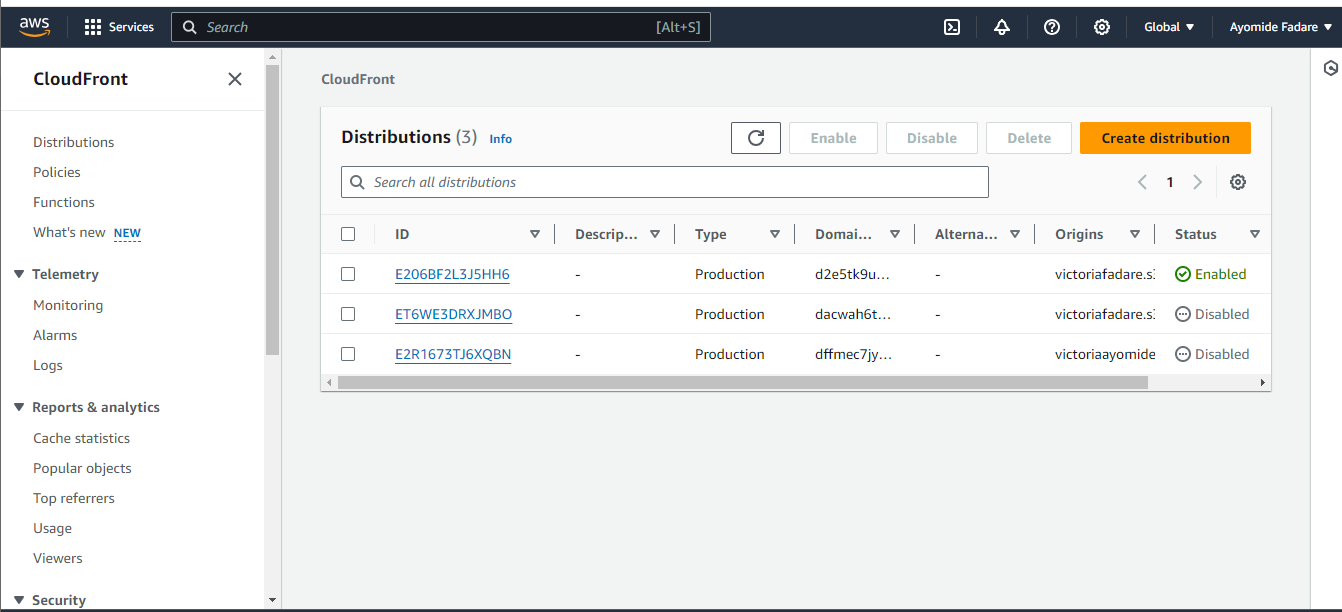 aws Services Search [Alt+S] Global Ayomide Fadare
CloudFront
Distributions
Policies
Functions
What's new NEW
Telemetry
Monitoring
Alarms
Logs
Reports & analytics
Cache statistics
Popular objects
Top referrers
Usage
Viewers
Security
CloudFront
Distributions (3) Info Enable Disable Delete Create distribution
Search all distributions 1
ID Descrip... Type Domai... Alterna... Origins Status
E206BF2L3J5HH6 - Production d2e5tk9u... - victoriafadare.s3 Enabled
ET6WE3DRXJMBO - Production dacwah6t... - victoriafadare.s3 Disabled
E2R1673TJ6XQBN - Production dffmec7jy... - victoriaayomide Disabled